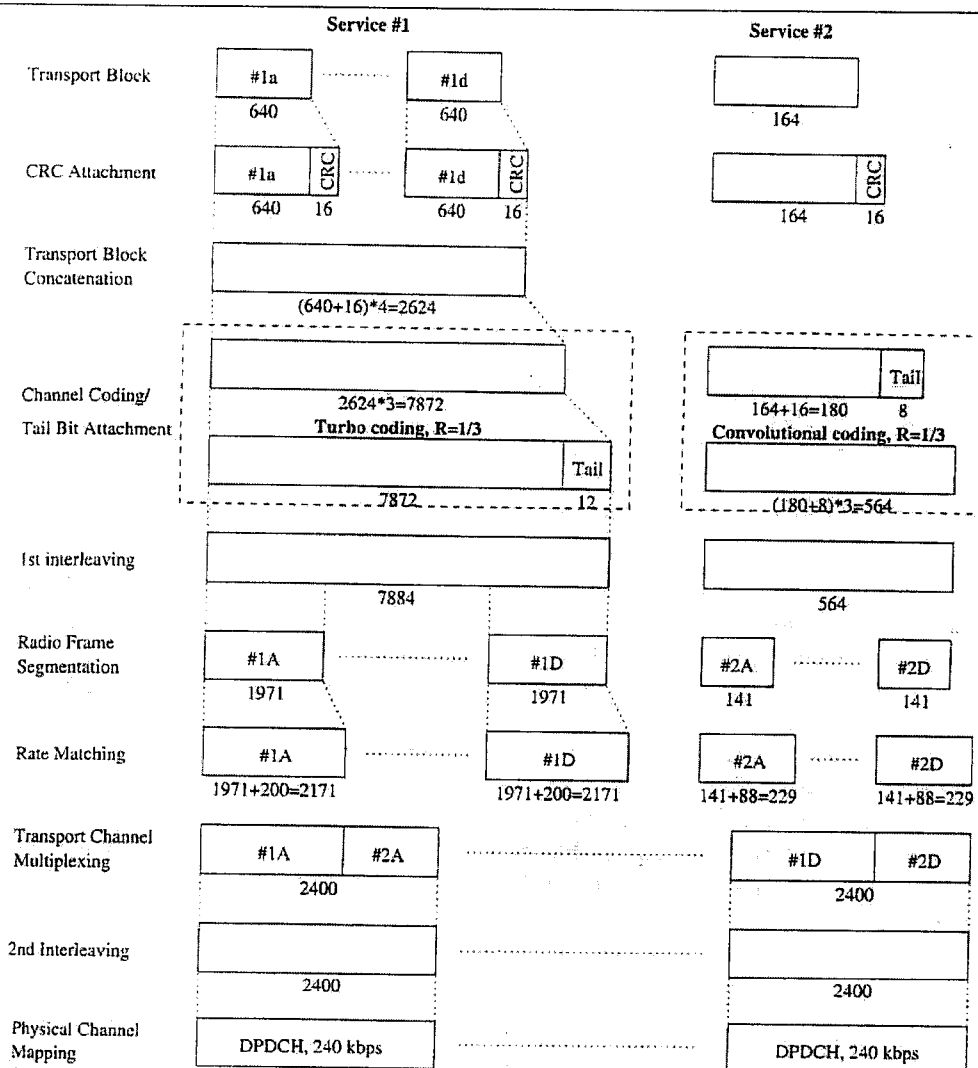 Service #1
Service #2
Transport Block
#1a
#1d
640
640
164
CRC Attachment
#1a
CRC
#1d
CRC
CRC
640
16
640
16
164
16
Transport Block
Concatenation
(640+16)*4=2624
Channel Coding/
Tail Bit Attachment
2624*3=7872
Turbo coding, R=1/3
Tail
7872
12
Tail
164+16=180
8
Convolutional coding, R=1/3
(180+8)*3=564
1st interleaving
7884
564
Radio Frame
Segmentation
#1A
#1D
#2A
#2D
1971
1971
141
141
Rate Matching
#1A
#1D
#2A
#2D
1971+200=2171
1971+200=2171
141+88=229
141+88=229
Transport Channel
Multiplexing
#1A
#2A
#1D
#2D
2400
2400
2nd Interleaving
2400
2400
Physical Channel
Mapping
DPDCH, 240 kbps
DPDCH, 240 kbps